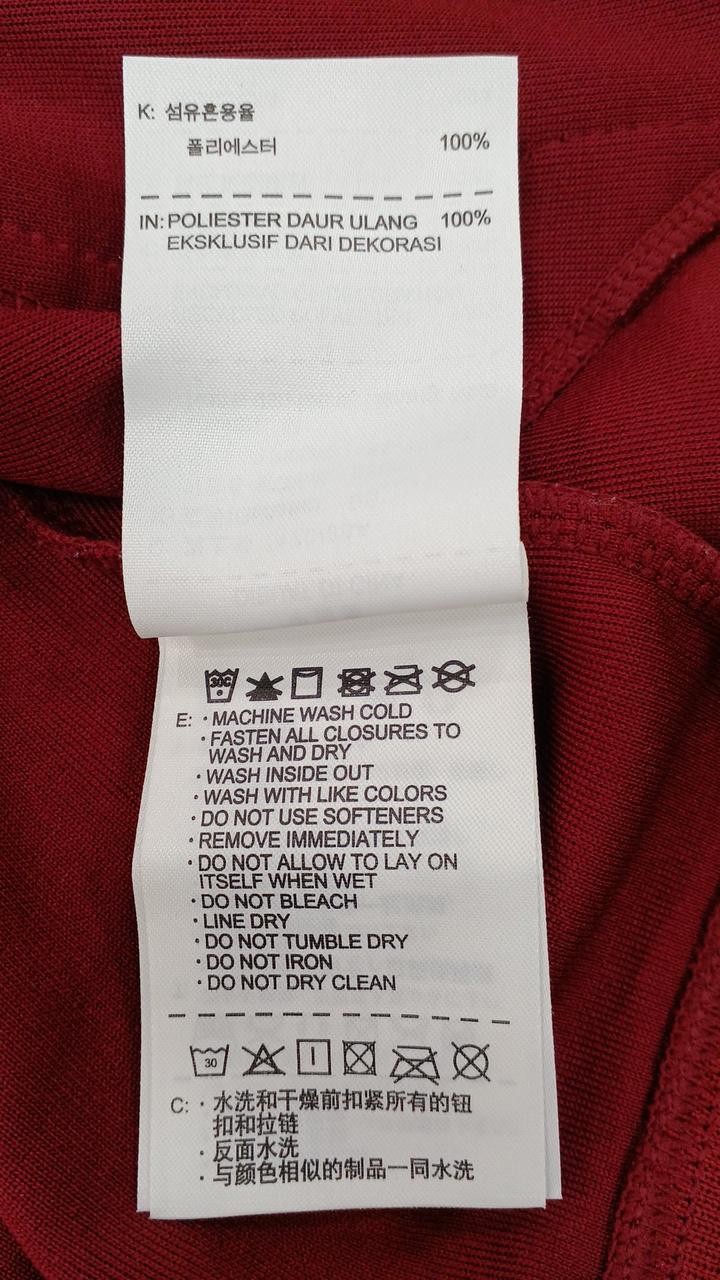 K: 섬유혼용율
폴리에스터 100%
IN: POLIESTER DAUR ULANG 100%
EKSKLUSIF DARI DEKORASI
30C
E: · MACHINE WASH COLD
· FASTEN ALL CLOSURES TO
WASH AND DRY
· WASH INSIDE OUT
· WASH WITH LIKE COLORS
· DO NOT USE SOFTENERS
· REMOVE IMMEDIATELY
· DO NOT ALLOW TO LAY ON
ITSELF WHEN WET
· DO NOT BLEACH
· LINE DRY
· DO NOT TUMBLE DRY
· DO NOT IRON
· DO NOT DRY CLEAN
30
C: · 水洗和干燥前扣紧所有的钮
扣和拉链
· 反面水洗
· 与颜色相似的制品一同水洗